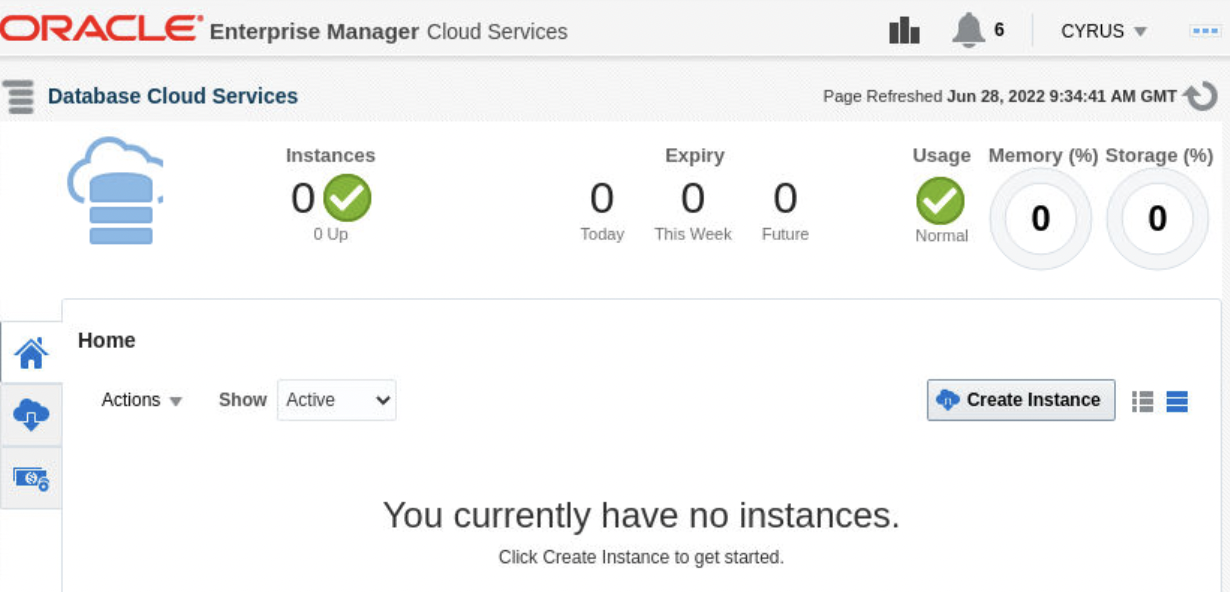 ORACLE Enterprise Manager Cloud Services 6 CYRUS
Database Cloud Services Page Refreshed Jun 28, 2022 9:34:41 AM GMT
Instances Expiry Usage Memory (%) Storage (%)
0 0 0 0 0 0
0 Up Today This Week Future Normal
Home
Actions Show Active Create Instance
You currently have no instances.
Click Create Instance to get started.